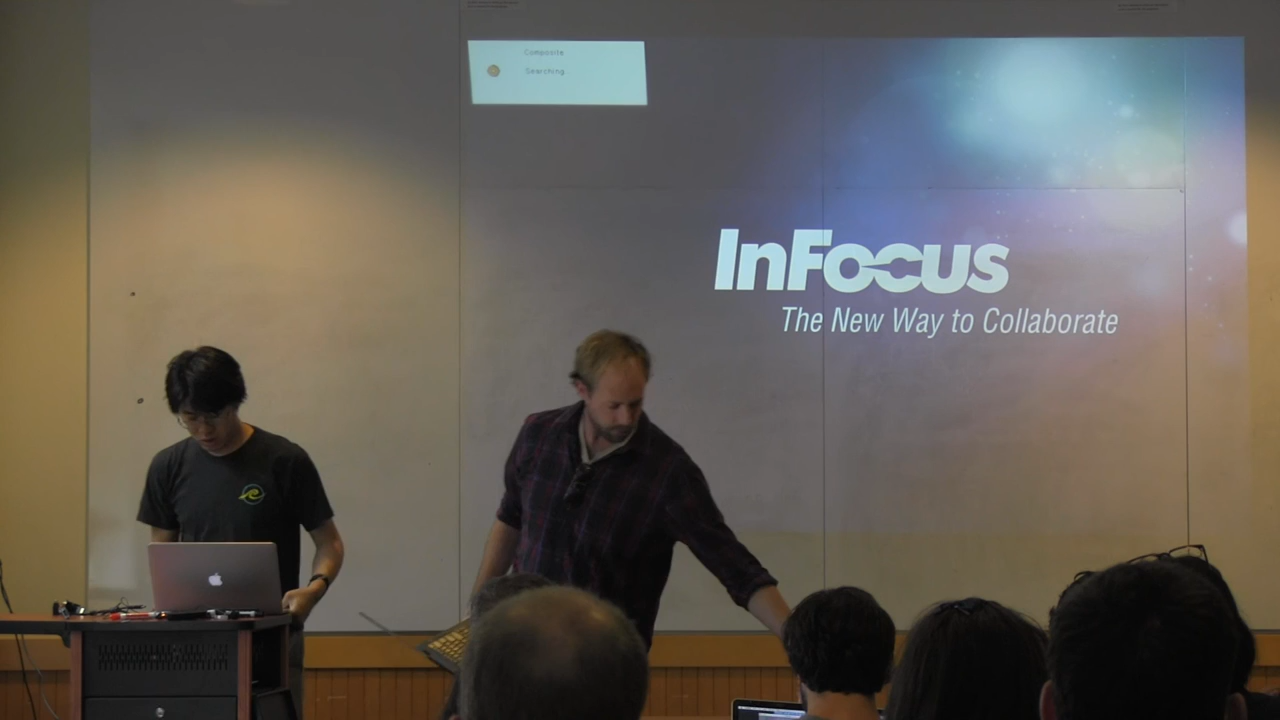 Composite
Searching
InFocus
The New Way to Collaborate